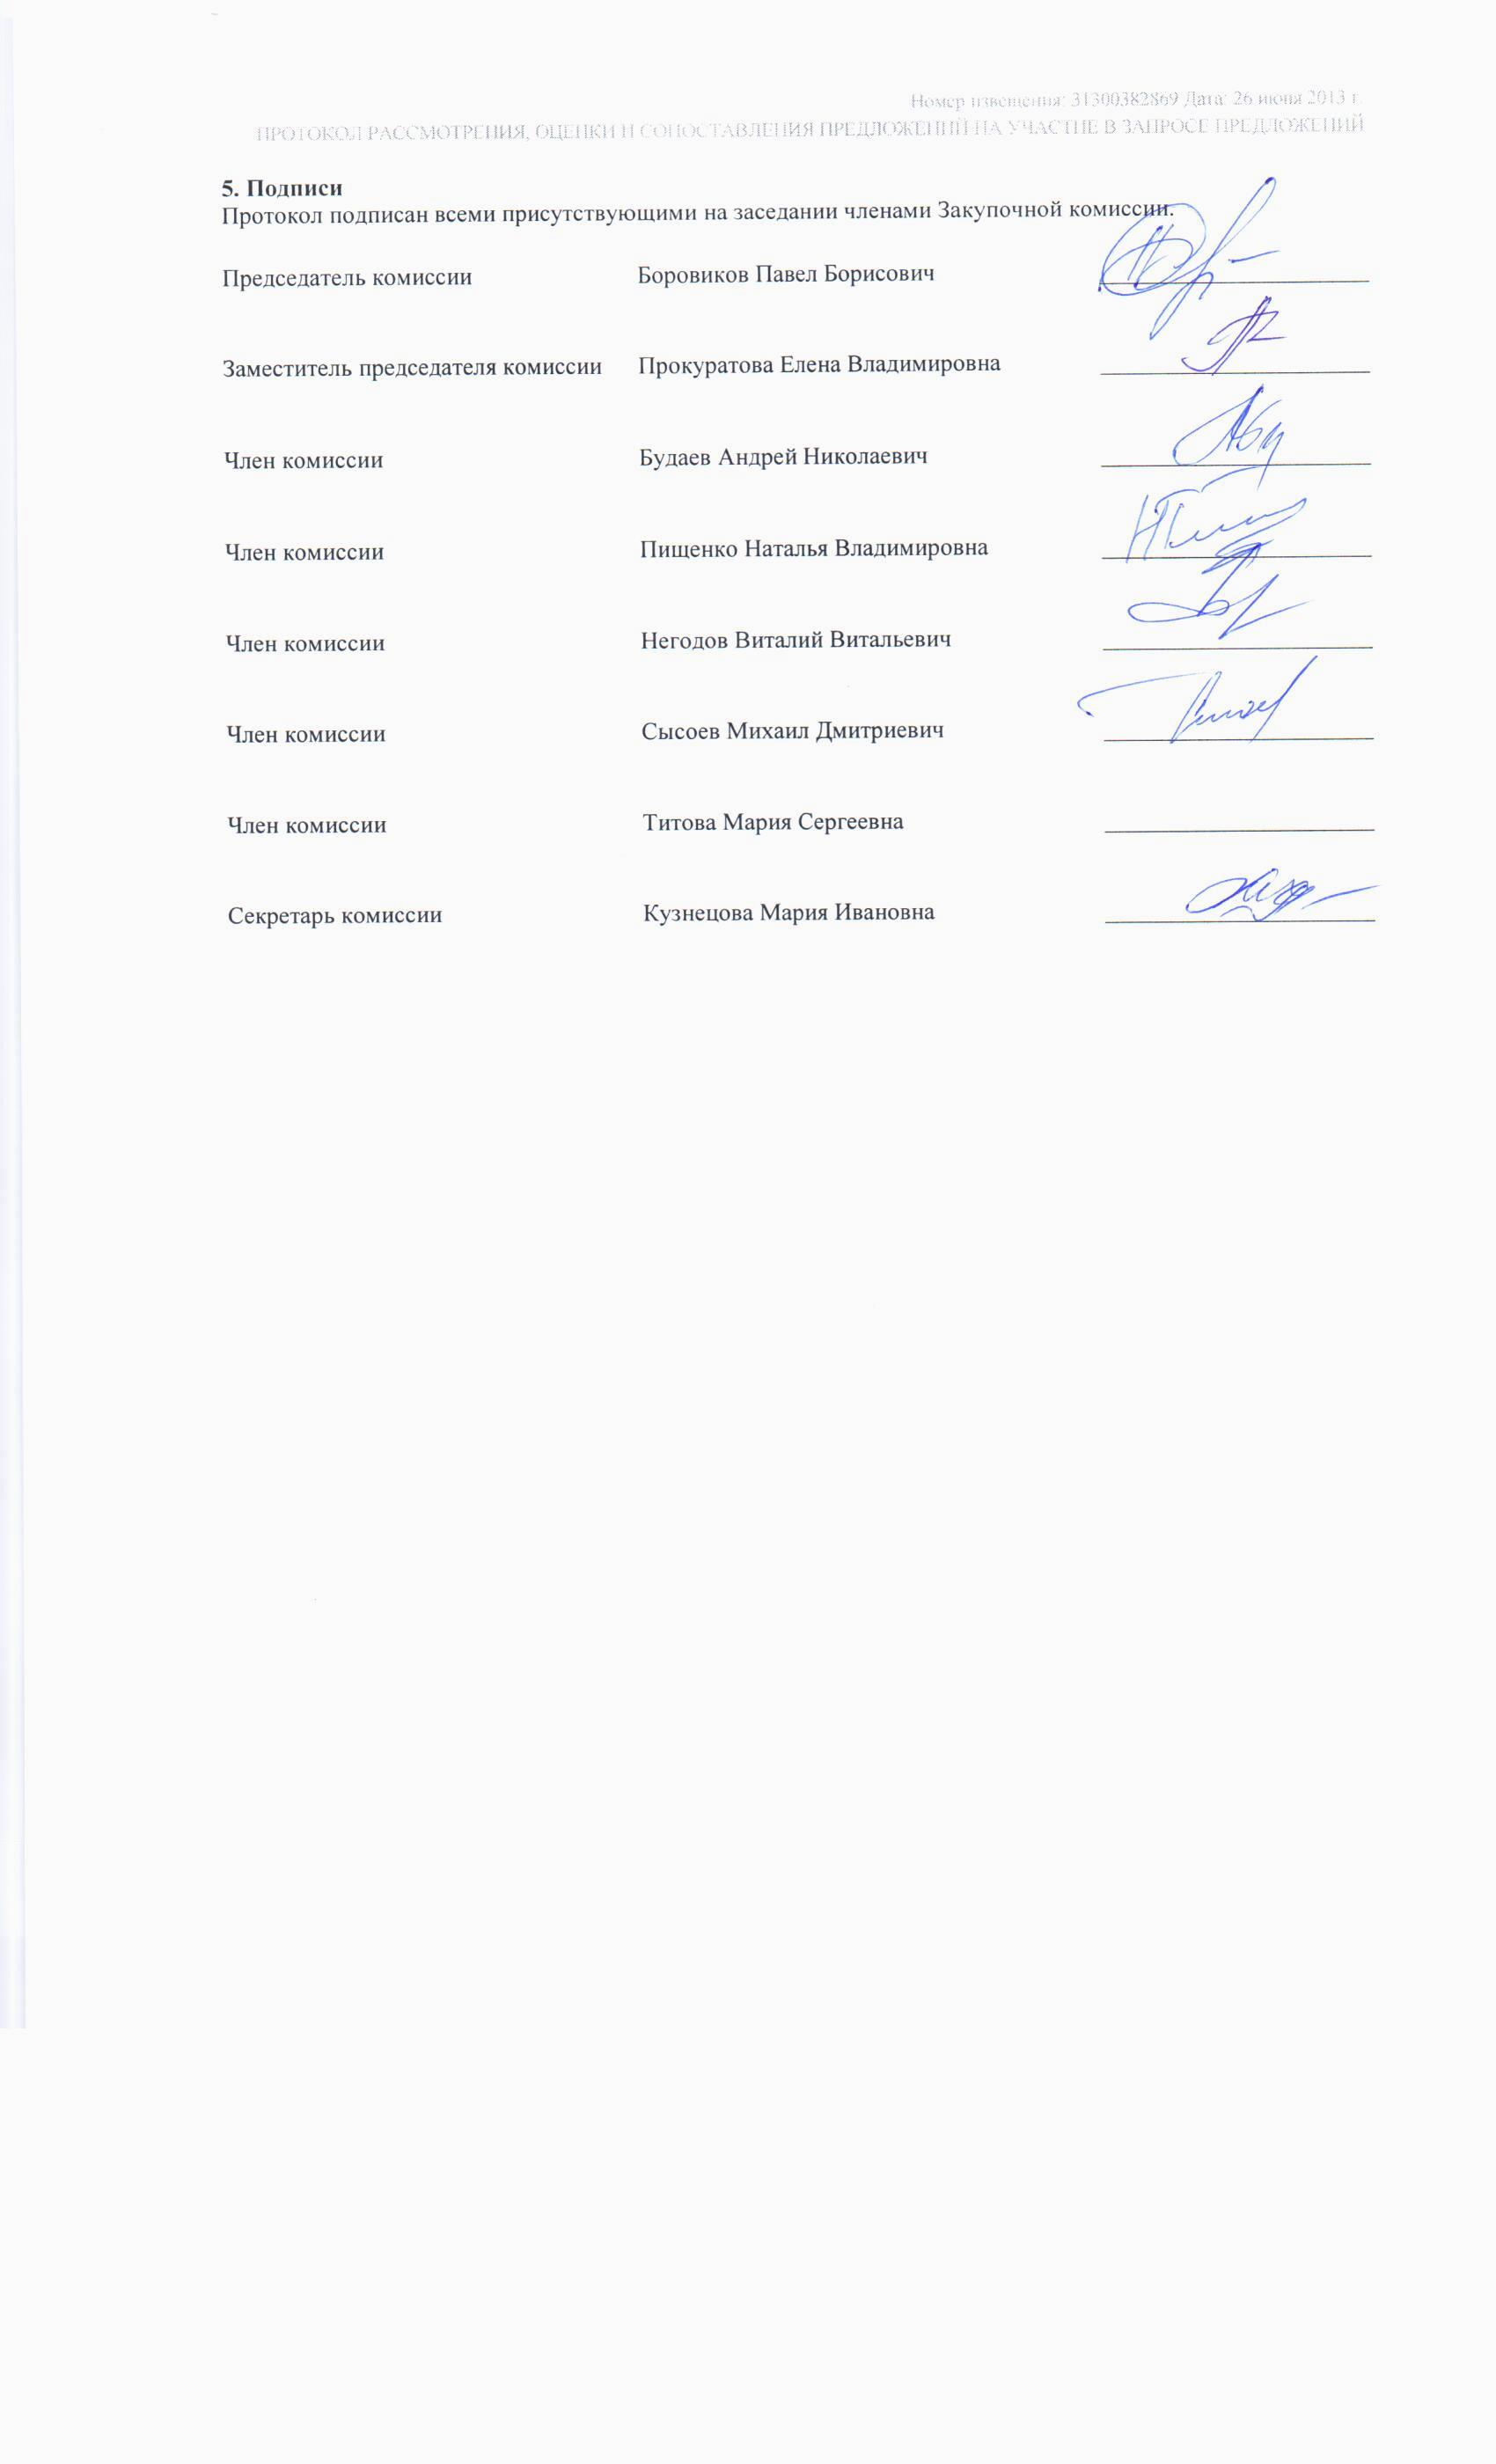 Номер извещения: 31300382869 Дата: 26 июня 2013 г.
ПРОТОКОЛ РАССМОТРЕНИЯ, ОЦЕНКИ И СОПОСТАВЛЕНИЯ ПРЕДЛОЖЕНИЙ НА УЧАСТИЕ В ЗАПРОСЕ ПРЕДЛОЖЕНИЙ
5. Подписи
Протокол подписан всеми присутствующими на заседании членами Закупочной комиссии.
Председатель комиссии Боровиков Павел Борисович
Заместитель председателя комиссии Прокуратова Елена Владимировна
Член комиссии Будаев Андрей Николаевич
Член комиссии Пищенко Наталья Владимировна
Член комиссии Негодов Виталий Витальевич
Член комиссии Сысоев Михаил Дмитриевич
Член комиссии Титова Мария Сергеевна
Секретарь комиссии Кузнецова Мария Ивановна